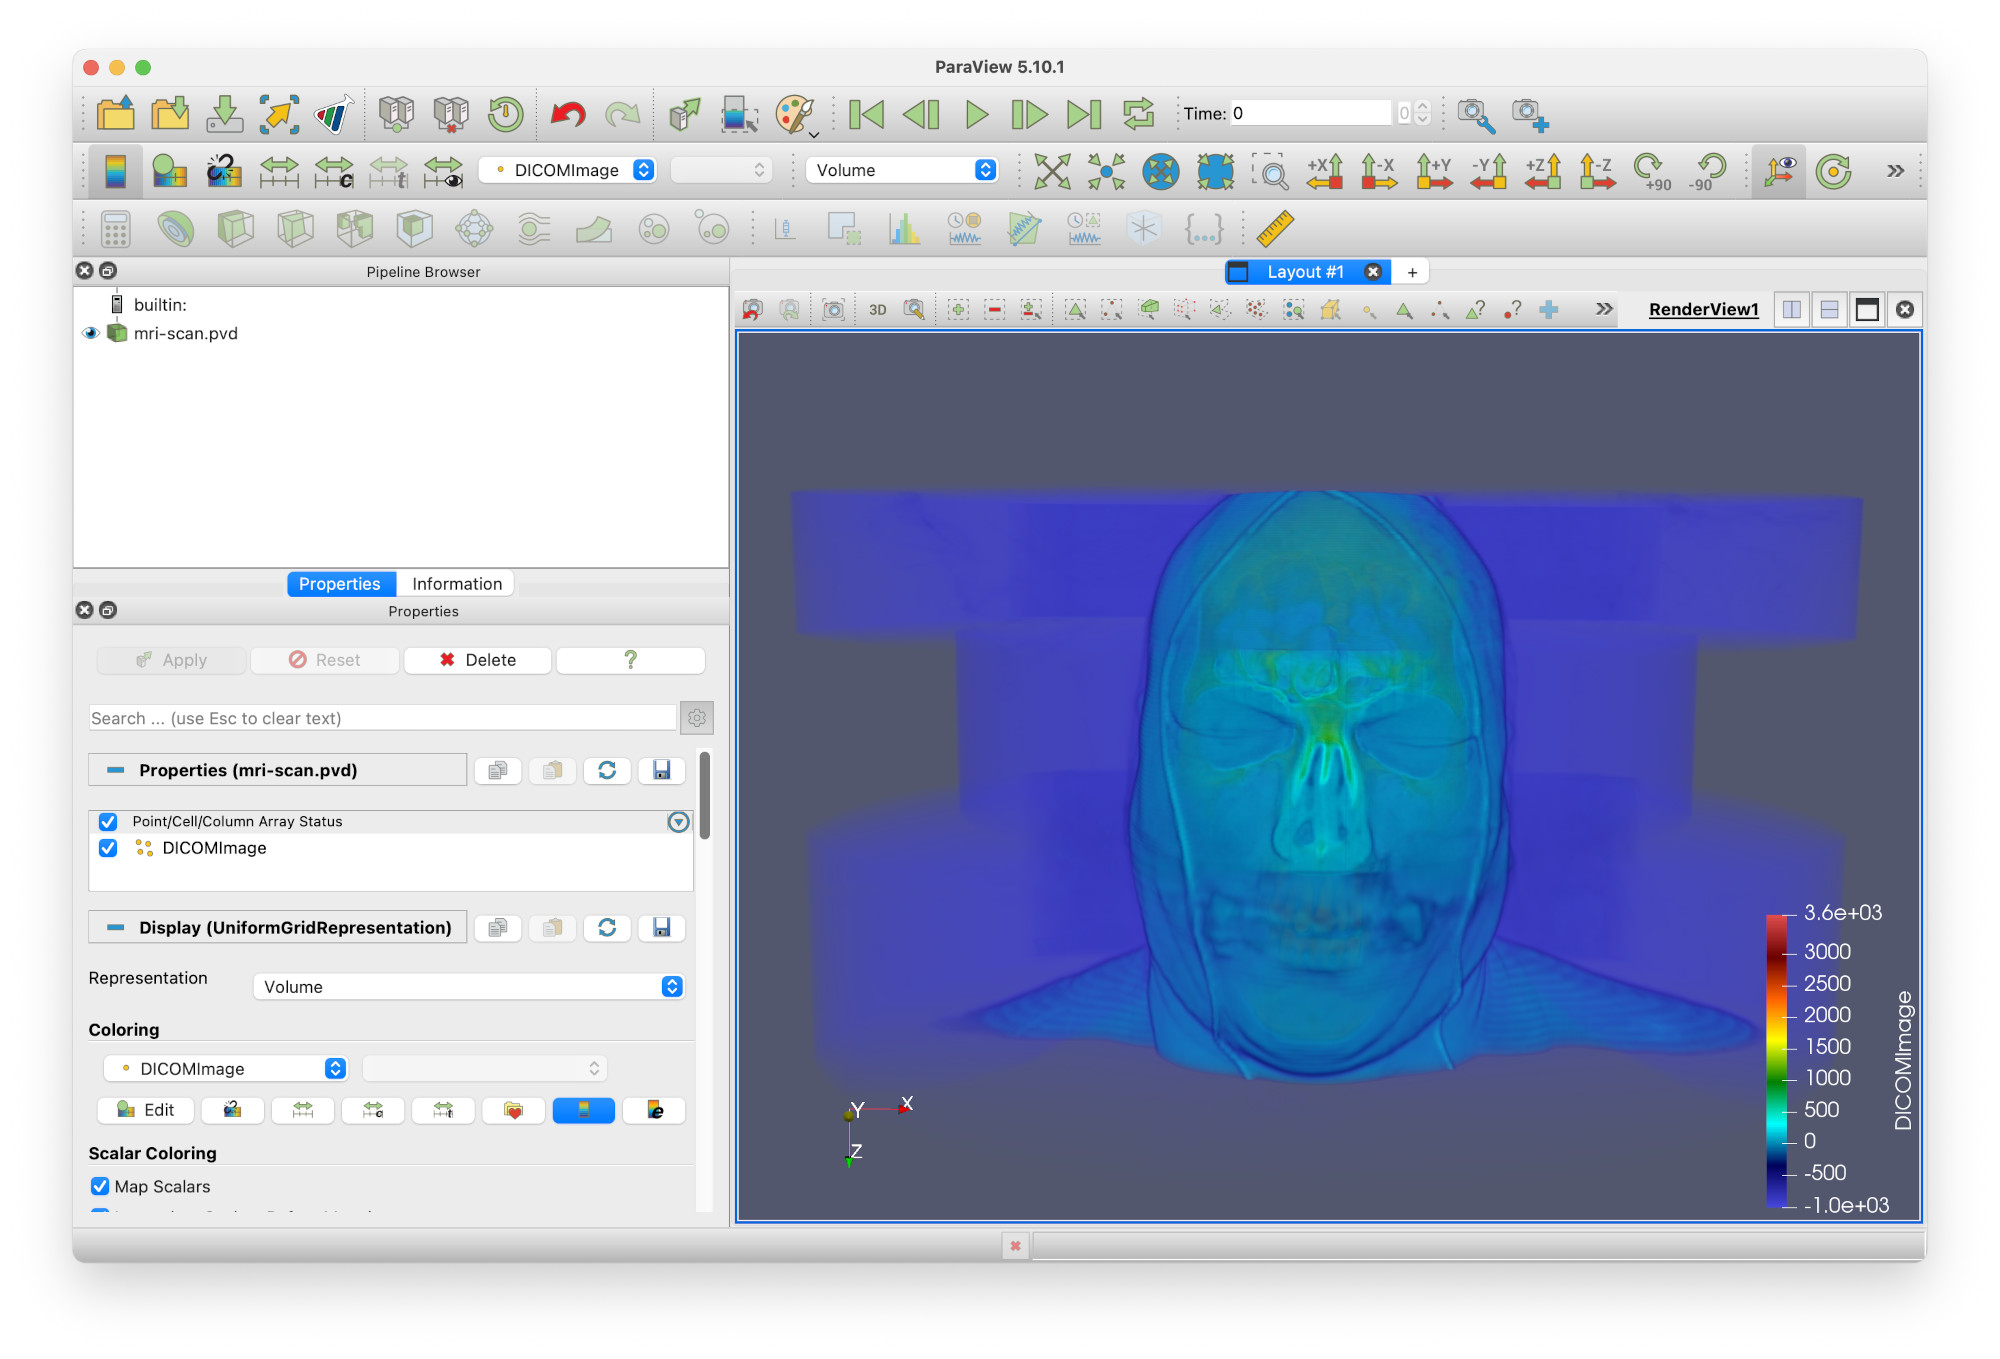 ParaView 5.10.1
Time: 0 0
DICOMImage Volume +X -X +Y -Y +Z -Z +90 -90 »
{...}
Pipeline Browser
builtin:
mri-scan.pvd
Properties Information
Properties
Apply Reset Delete ?
Search ... (use Esc to clear text)
Properties (mri-scan.pvd)
Point/Cell/Column Array Status
DICOMImage
Display (UniformGridRepresentation)
Representation Volume
Coloring
DICOMImage
Edit
Scalar Coloring
Map Scalars
Layout #1 +
3D ? ? » RenderView1
3.6e+03
3000
2500
2000
1500
1000
500
0
-500
-1.0e+03
DICOMImage
Y X
Z